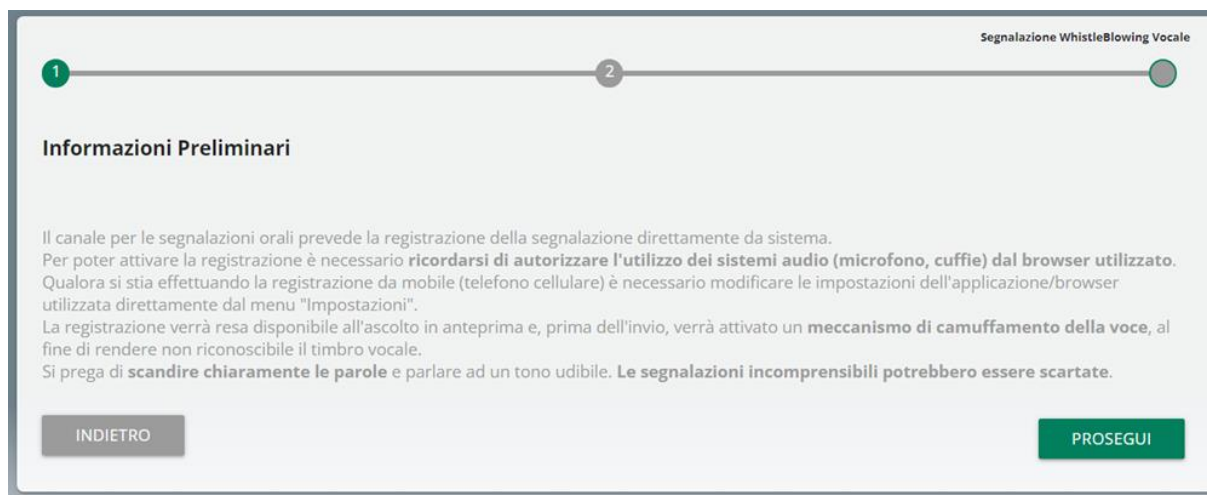 Segnalazione WhistleBlowing Vocale
1
2
Informazioni Preliminari
Il canale per le segnalazioni orali prevede la registrazione della segnalazione direttamente da sistema.
Per poter attivare la registrazione è necessario ricordarsi di autorizzare l'utilizzo dei sistemi audio (microfono, cuffie) dal browser utilizzato.
Qualora si stia effettuando la registrazione da mobile (telefono cellulare) è necessario modificare le impostazioni dell'applicazione/browser
utilizzata direttamente dal menu "Impostazioni".
La registrazione verrà resa disponibile all'ascolto in anteprima e, prima dell'invio, verrà attivato un meccanismo di camuffamento della voce, al
fine di rendere non riconoscibile il timbro vocale.
Si prega di scandire chiaramente le parole e parlare ad un tono udibile. Le segnalazioni incomprensibili potrebbero essere scartate.
INDIETRO
PROSEGUI